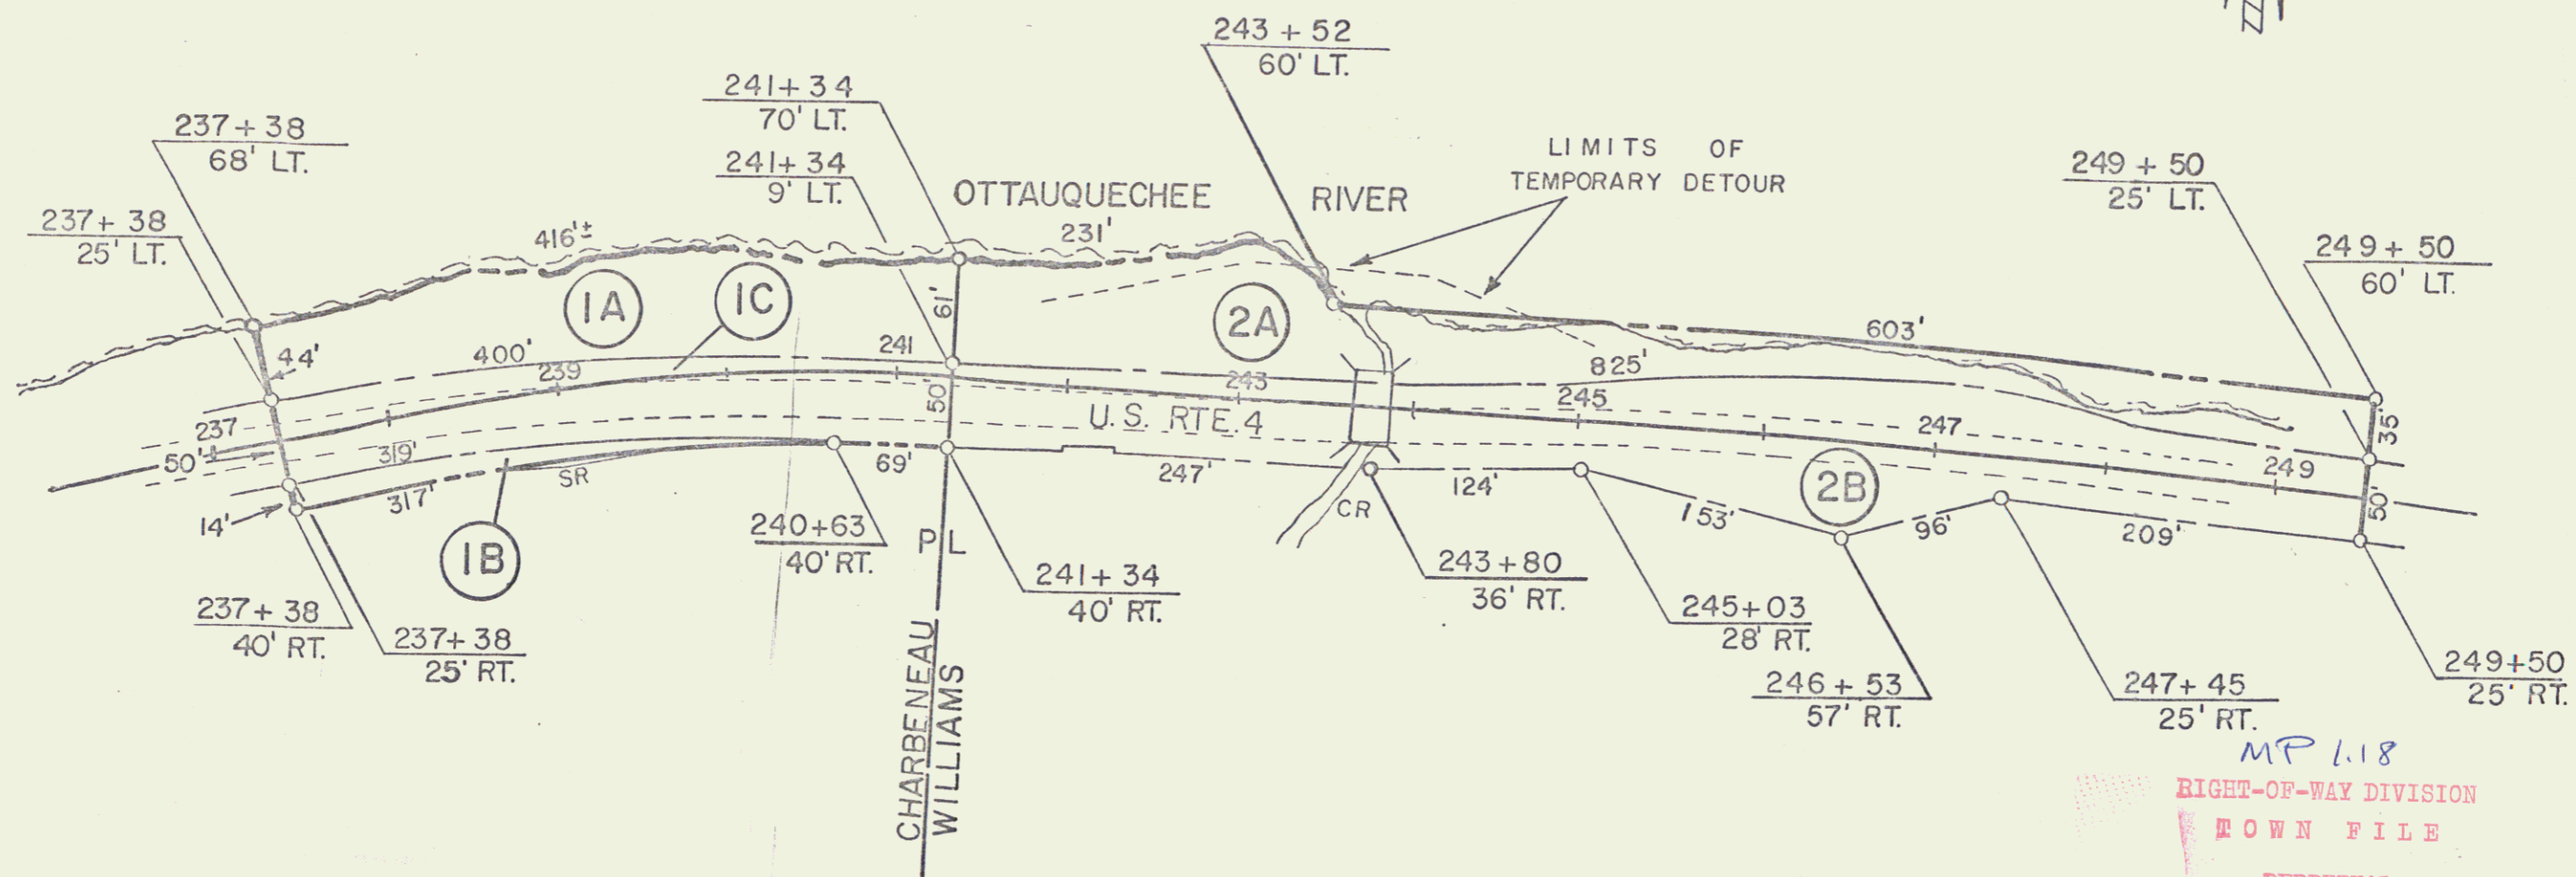 243 + 52
60' LT.
241+ 34
70' LT.
237 + 38
68' LT.
LIMITS OF
TEMPORARY DETOUR
241+ 34
9' LT.
249 + 50
25' LT.
OTTAUQUECHEE RIVER
237+ 38
25' LT.
416'±
231'
249 + 50
60' LT.
1A
1C
61'
2A
603'
44'
400'
241
825'
239
243
50
245
U.S. RTE. 4
237
247
35'
50'
319'
69'
247'
249
SR
124'
2B
317'
CR
153'
96'
50'
14'
209'
240+63
40' RT.
P L
1B
243+80
36' RT.
241+ 34
40' RT.
237+ 38
40' RT.
245+03
28' RT.
237+ 38
25' RT.
CHARBENEAU
WILLIAMS
246 + 53
57' RT.
247+ 45
25' RT.
249+50
25' RT.
MP 1.18
RIGHT-OF-WAY DIVISION
TOWN FILE